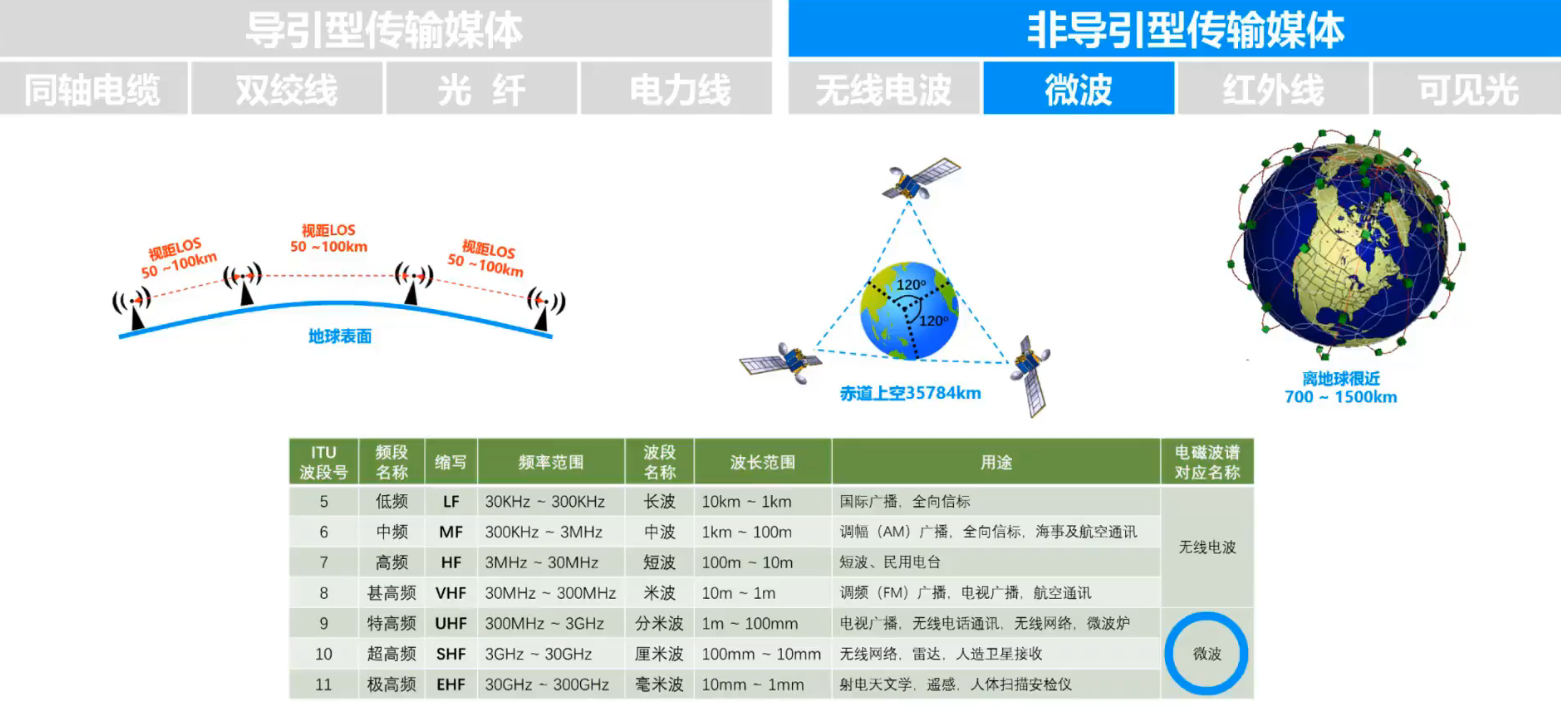 导引型传输媒体
非导引型传输媒体
同轴电缆
双绞线
光 纤
电力线
无线电波
微波
红外线
可见光
视距LOS
50 ~100km
视距LOS
50 ~100km
视距LOS
50 ~100km
地球表面
120°
120°
赤道上空35784km
离地球很近
700 ~ 1500km
ITU
波段号
频段
名称
缩写
频率范围
波段
名称
波长范围
用途
电磁波谱
对应名称
5 低频 LF 30KHz ~ 300KHz 长波 10km ~ 1km 国际广播，全向信标
6 中频 MF 300KHz ~ 3MHz 中波 1km ~ 100m 调幅（AM）广播，全向信标，海事及航空通讯
7 高频 HF 3MHz ~ 30MHz 短波 100m ~ 10m 短波、民用电台
8 甚高频 VHF 30MHz ~ 300MHz 米波 10m ~ 1m 调频（FM）广播，电视广播，航空通讯
无线电波
9 特高频 UHF 300MHz ~ 3GHz 分米波 1m ~ 100mm 电视广播，无线电话通讯，无线网络，微波炉
10 超高频 SHF 3GHz ~ 30GHz 厘米波 100mm ~ 10mm 无线网络，雷达，人造卫星接收
11 极高频 EHF 30GHz ~ 300GHz 毫米波 10mm ~ 1mm 射电天文学，遥感，人体扫描安检仪
微波